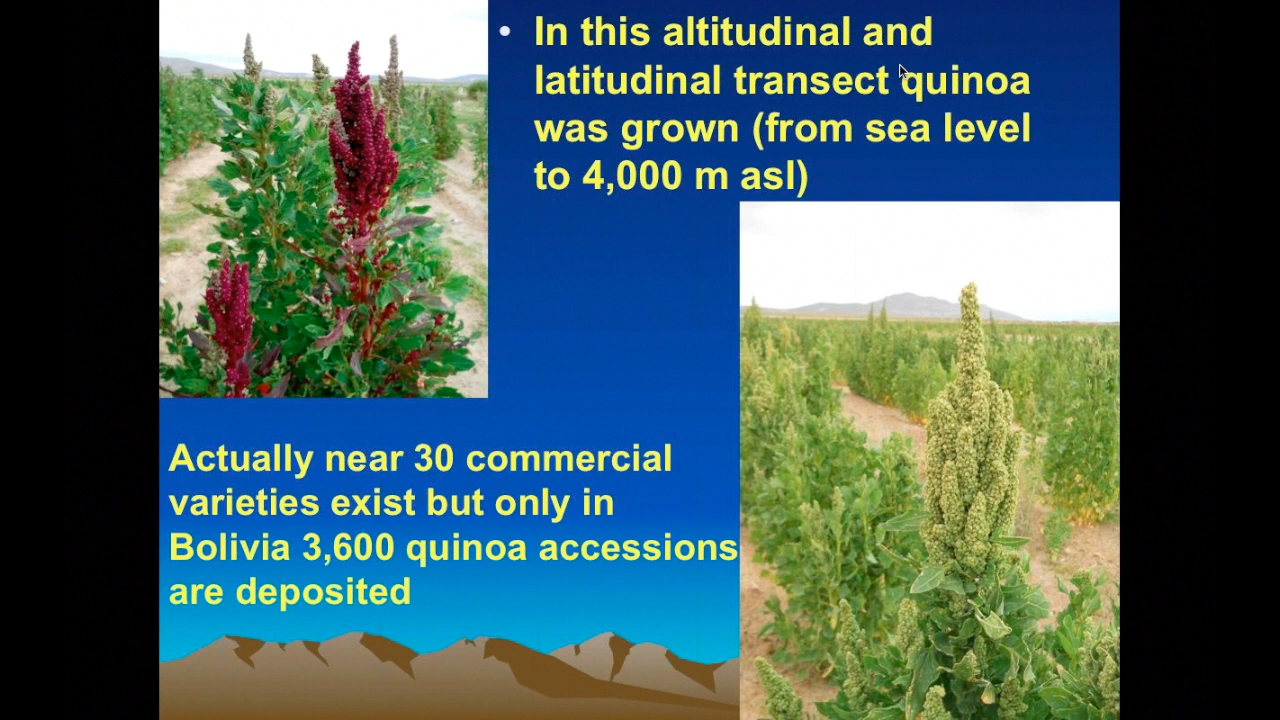 • In this altitudinal and
latitudinal transect quinoa
was grown (from sea level
to 4,000 m asl)
Actually near 30 commercial
varieties exist but only in
Bolivia 3,600 quinoa accessions
are deposited